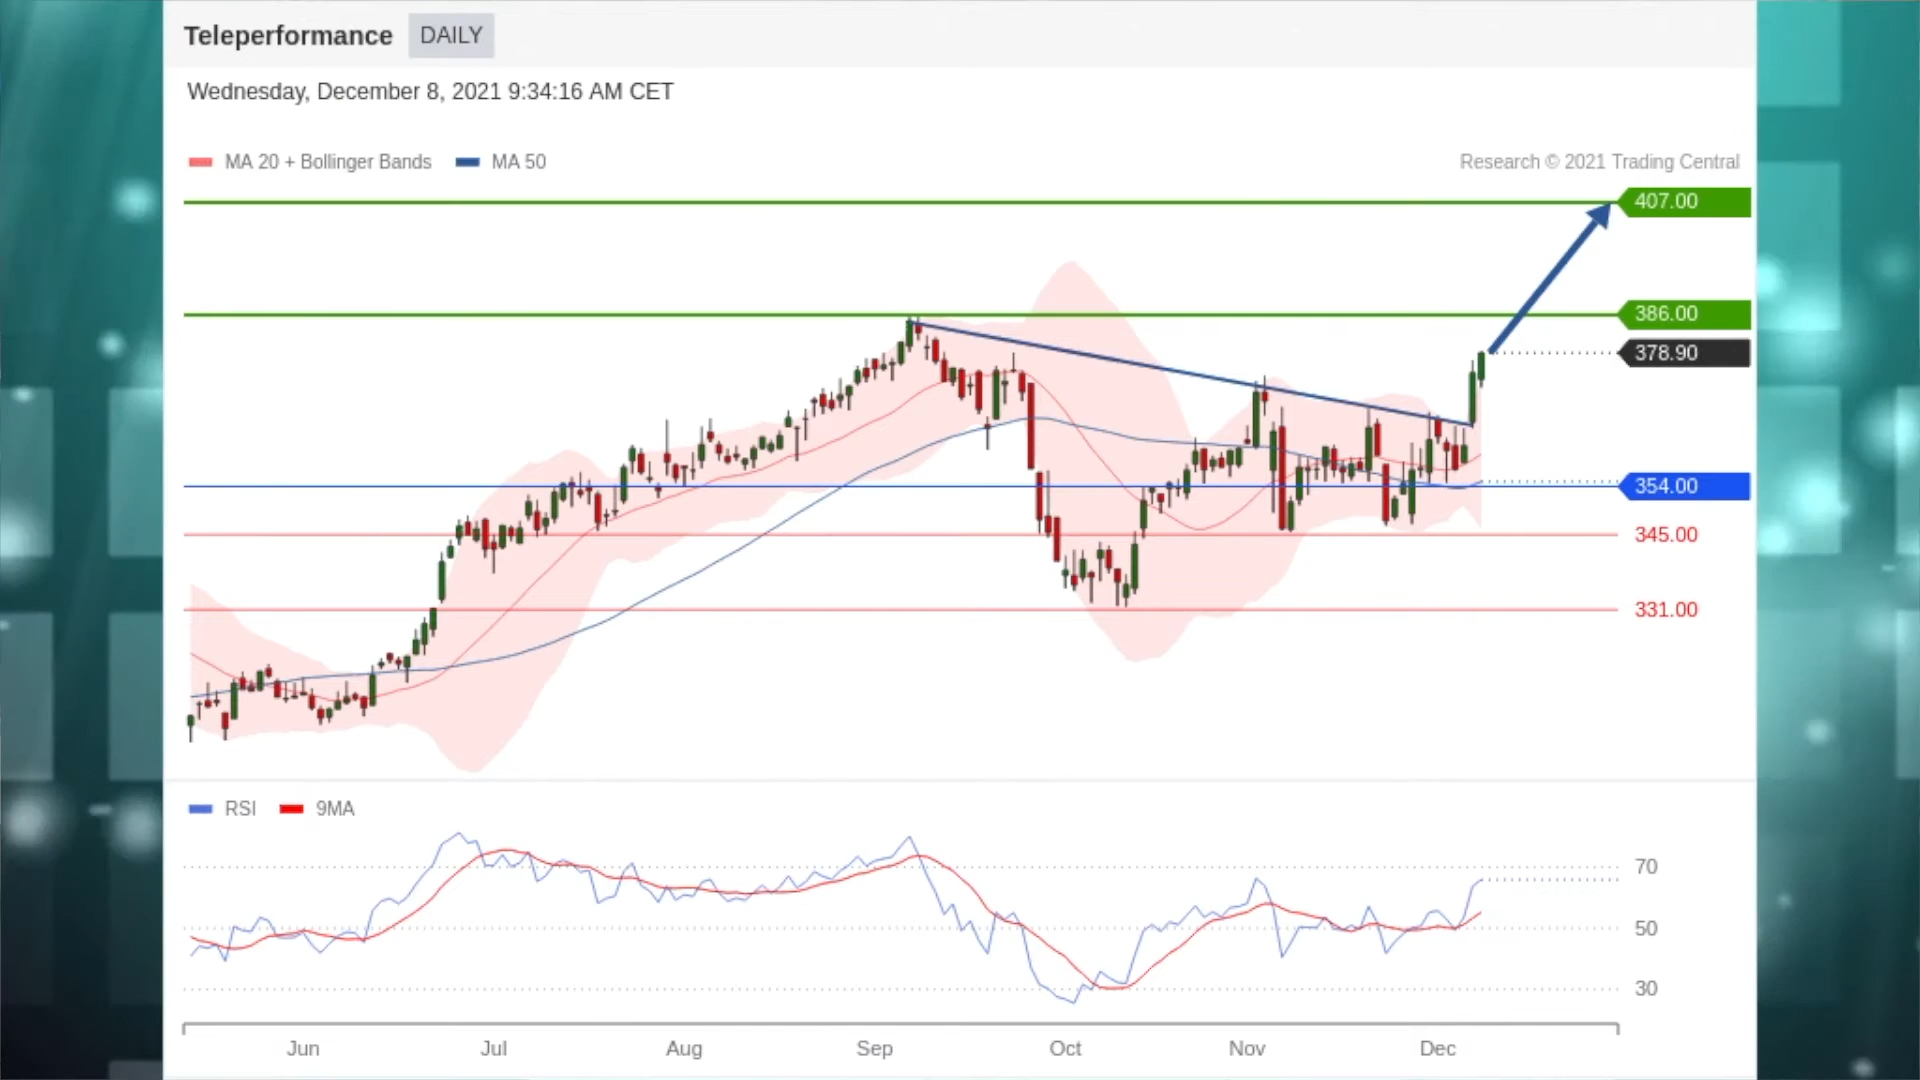 Teleperformance DAILY
Wednesday, December 8, 2021 9:34:16 AM CET
MA 20 + Bollinger Bands MA 50
Research © 2021 Trading Central
407.00
386.00
378.90
354.00
345.00
331.00
RSI 9MA
70
50
30
Jun Jul Aug Sep Oct Nov Dec